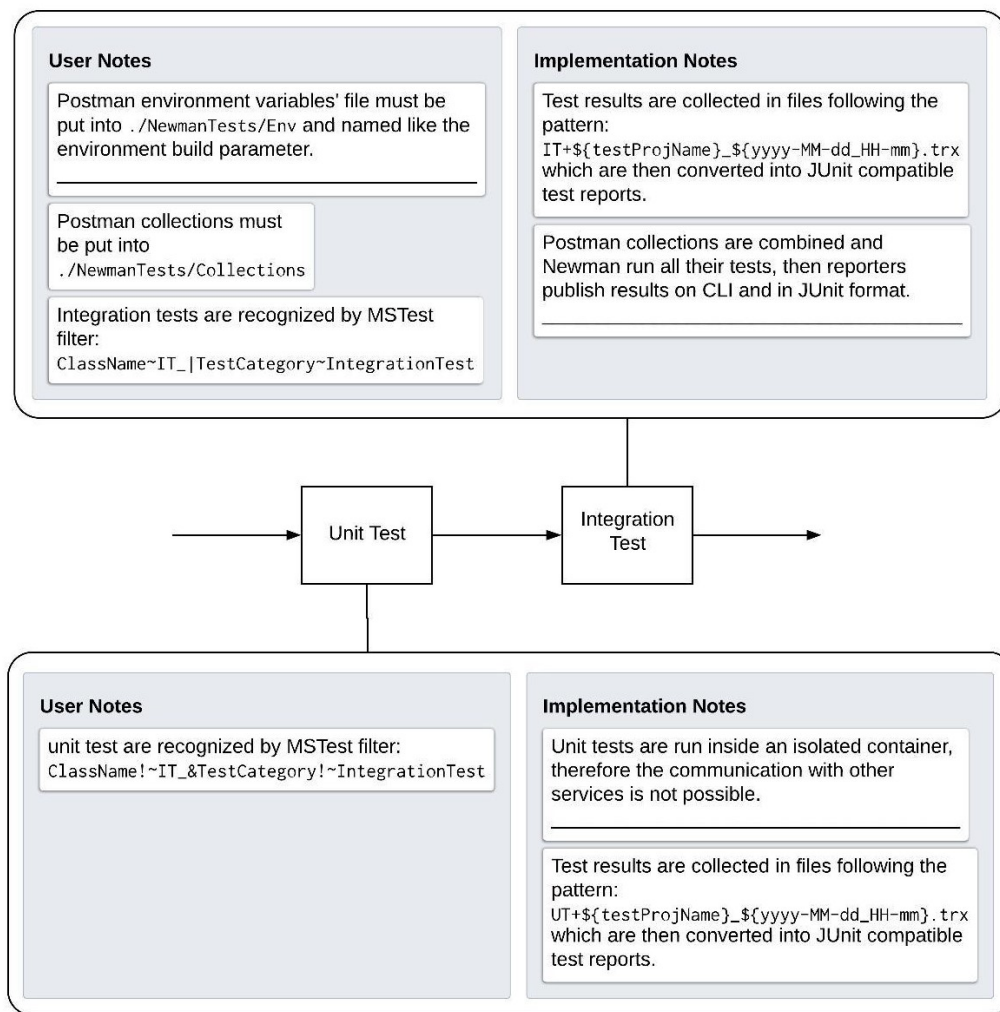 User Notes
Postman environment variables' file must be
put into ./NewmanTests/Env and named like the
environment build parameter.
Postman collections must
be put into
./NewmanTests/Collections
Integration tests are recognized by MSTest
filter:
ClassName~IT_|TestCategory~IntegrationTest
Implementation Notes
Test results are collected in files following the
pattern:
IT+${testProjName}_${yyyy-MM-dd_HH-mm}.trx
which are then converted into JUnit compatible
test reports.
Postman collections are combined and
Newman run all their tests, then reporters
publish results on CLI and in JUnit format.
Unit Test
Integration
Test
User Notes
unit test are recognized by MSTest filter:
ClassName!~IT_&TestCategory!~IntegrationTest
Implementation Notes
Unit tests are run inside an isolated container,
therefore the communication with other
services is not possible.
Test results are collected in files following the
pattern:
UT+${testProjName}_${yyyy-MM-dd_HH-mm}.trx
which are then converted into JUnit compatible
test reports.